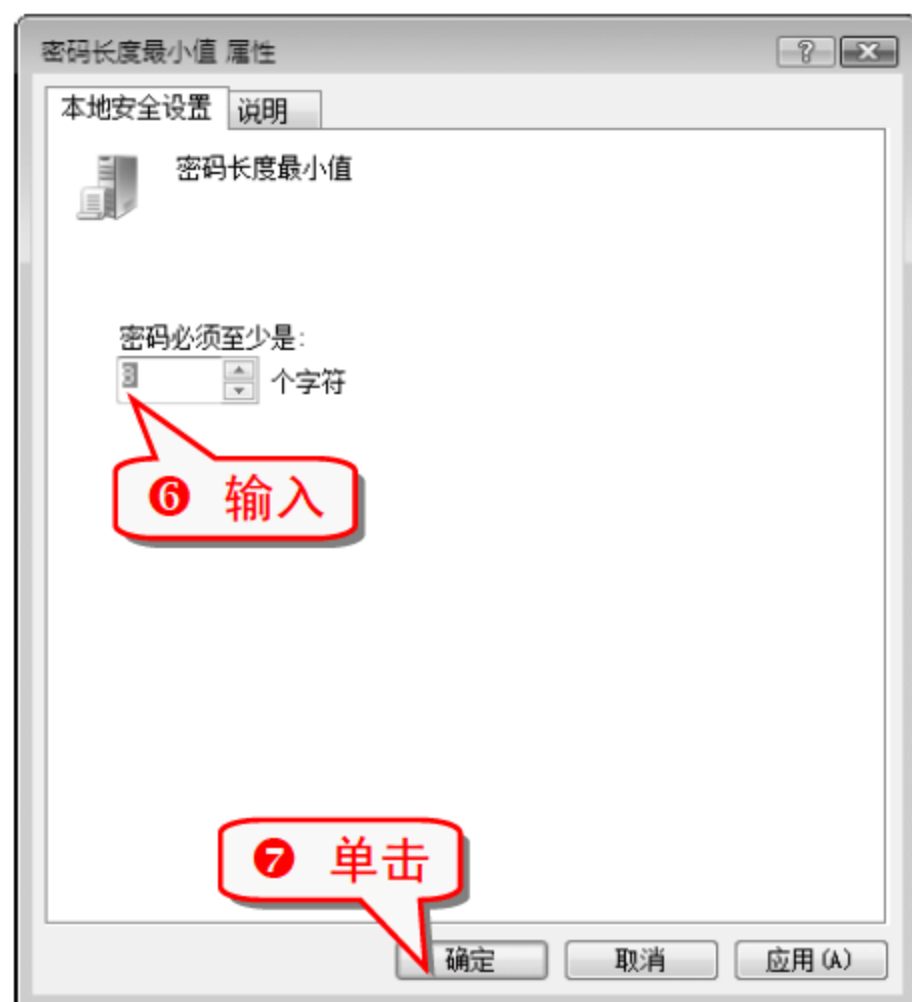 密码长度最小值 属性
本地安全设置 说明
密码长度最小值
密码必须至少是:
个字符
❻ 输入
❼ 单击
确定 取消 应用(A)